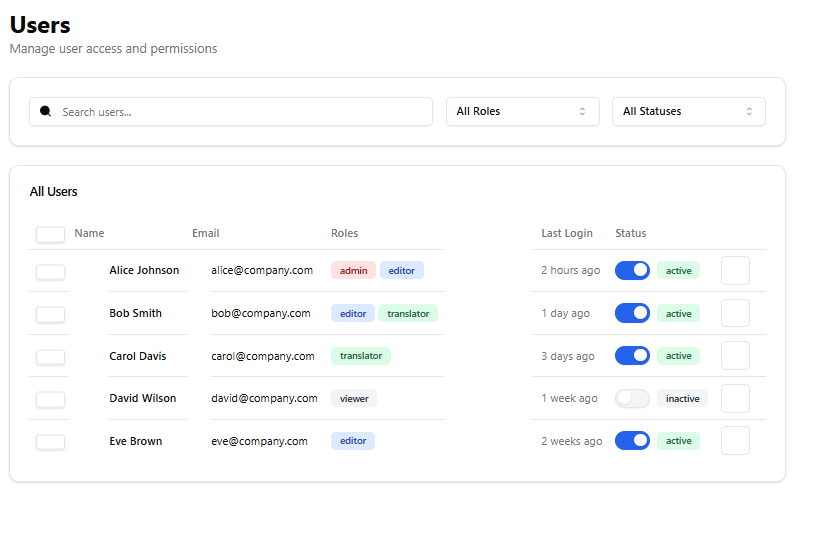 Users
Manage user access and permissions
Search users... All Roles All Statuses
All Users
Name Email Roles Last Login Status
Alice Johnson alice@company.com admin editor 2 hours ago active
Bob Smith bob@company.com editor translator 1 day ago active
Carol Davis carol@company.com translator 3 days ago active
David Wilson david@company.com viewer 1 week ago inactive
Eve Brown eve@company.com editor 2 weeks ago active